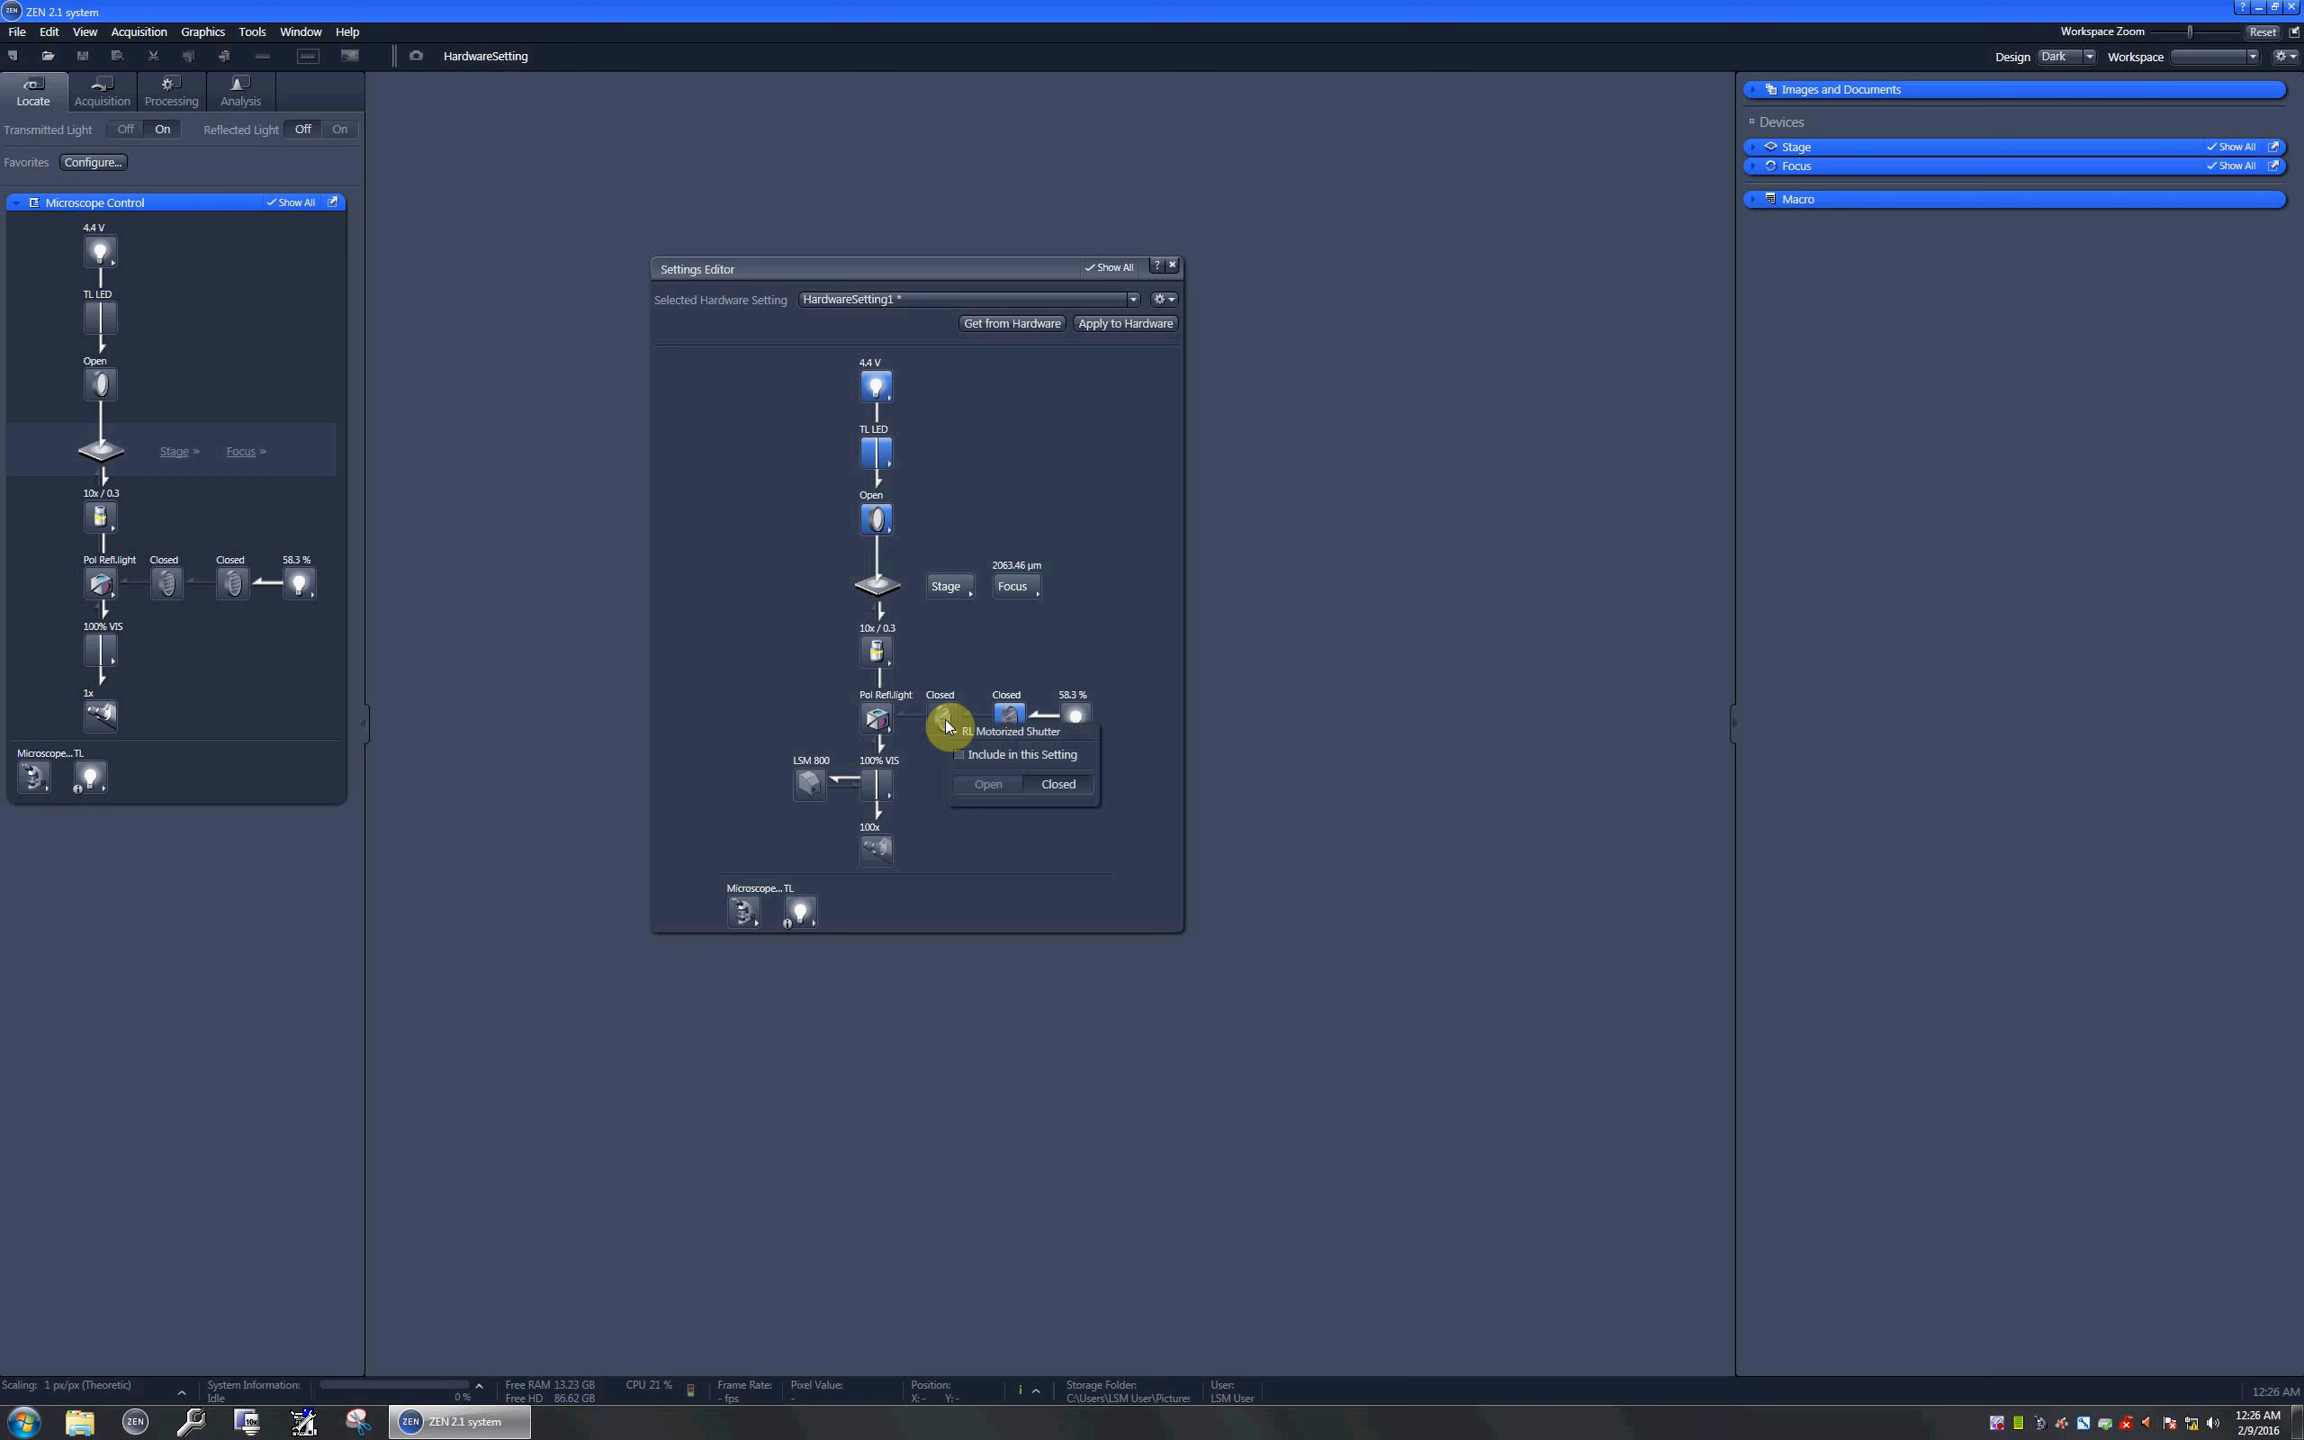 ZEN ZEN 2.1 system
File Edit View Acquisition Graphics Tools Window Help
Workspace Zoom Reset
HardwareSetting
Design Dark Workspace
Locate Acquisition Processing Analysis
Transmitted Light Off On Reflected Light Off On
Favorites Configure...
Microscope Control Show All
4.4 V
TL LED
Open
Stage » Focus »
10x / 0.3
Pol Refl.light Closed Closed 58.3 %
100% VIS
1x
Microscope... TL
Settings Editor Show All ?
Selected Hardware Setting HardwareSetting1 *
Get from Hardware Apply to Hardware
4.4 V
TL LED
Open
2063.46 µm
Stage Focus
10x / 0.3
Pol Refl.light Closed Closed 58.3 %
RL Motorized Shutter
Include in this Setting
Open Closed
LSM 800 100% VIS
100x
Microscope... TL
Images and Documents
Devices
Stage Show All
Focus Show All
Macro
Scaling: 1 px/px (Theoretic) System Information: Free RAM 13.23 GB CPU 21 % Frame Rate: Pixel Value: Position: Storage Folder: User:
Idle 0 % Free HD 86.62 GB - fps - X: - Y: - C:\Users\LSM User\Pictures LSM User
12:26 AM
ZEN 10x ZEN ZEN 2.1 system
12:26 AM
2/9/2016